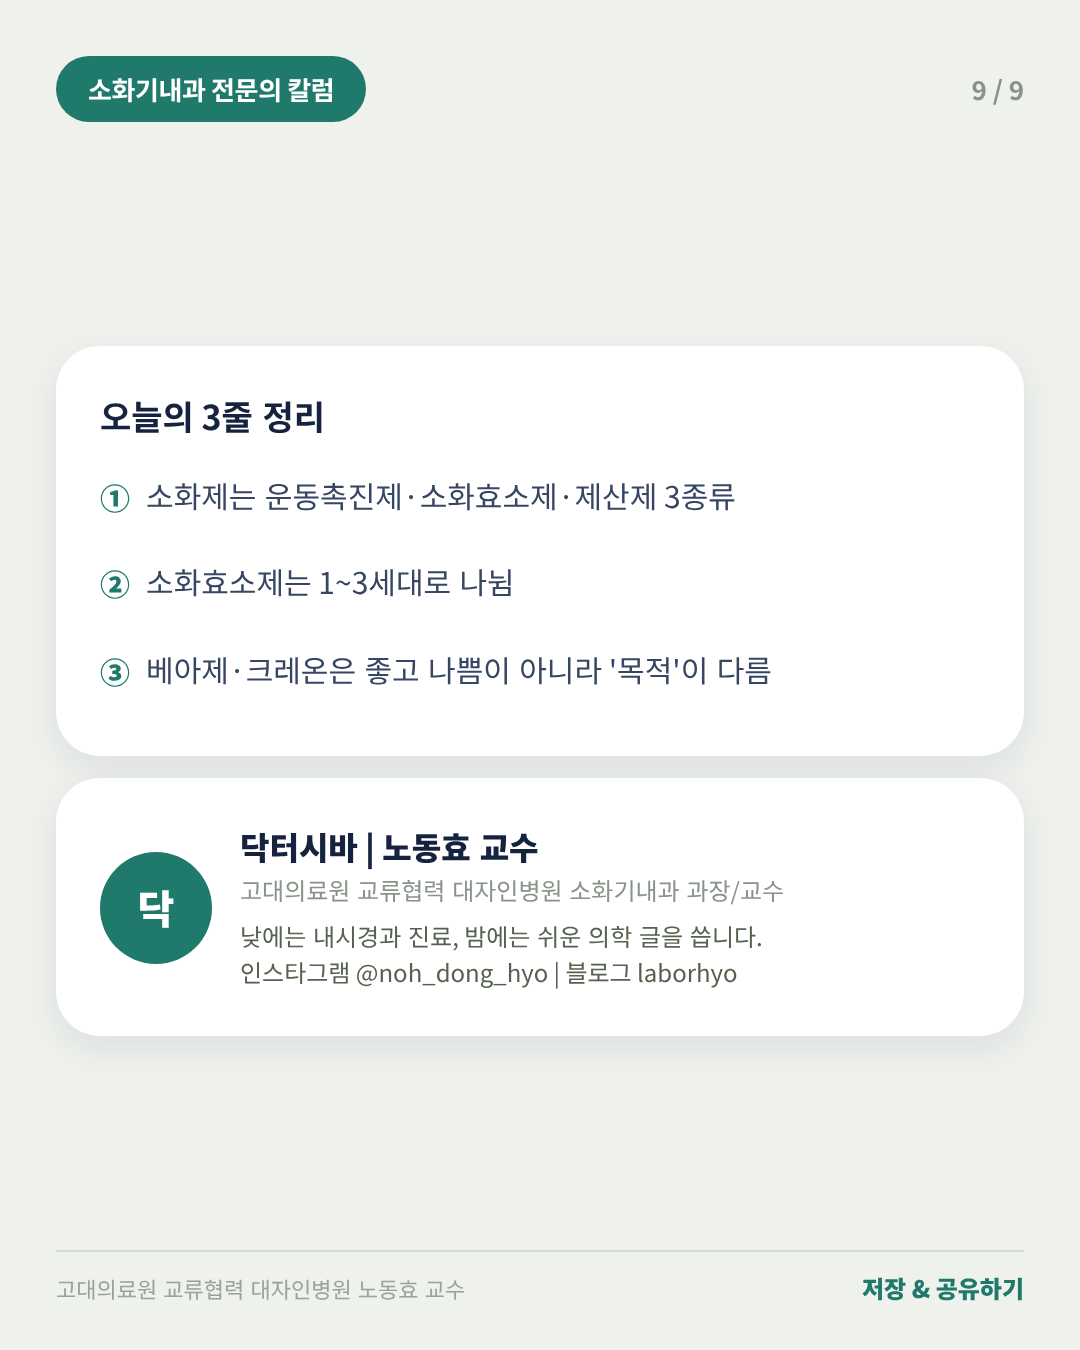 소화기내과 전문의 칼럼
9 / 9
오늘의 3줄 정리
① 소화제는 운동촉진제·소화효소제·제산제 3종류
② 소화효소제는 1~3세대로 나뉨
③ 베아제·크레온은 좋고 나쁨이 아니라 '목적'이 다름
닥
닥터시바 | 노동효 교수
고대의료원 교류협력 대자인병원 소화기내과 과장/교수
낮에는 내시경과 진료, 밤에는 쉬운 의학 글을 씁니다.
인스타그램 @noh_dong_hyo | 블로그 laborhyo
고대의료원 교류협력 대자인병원 노동효 교수
저장 & 공유하기